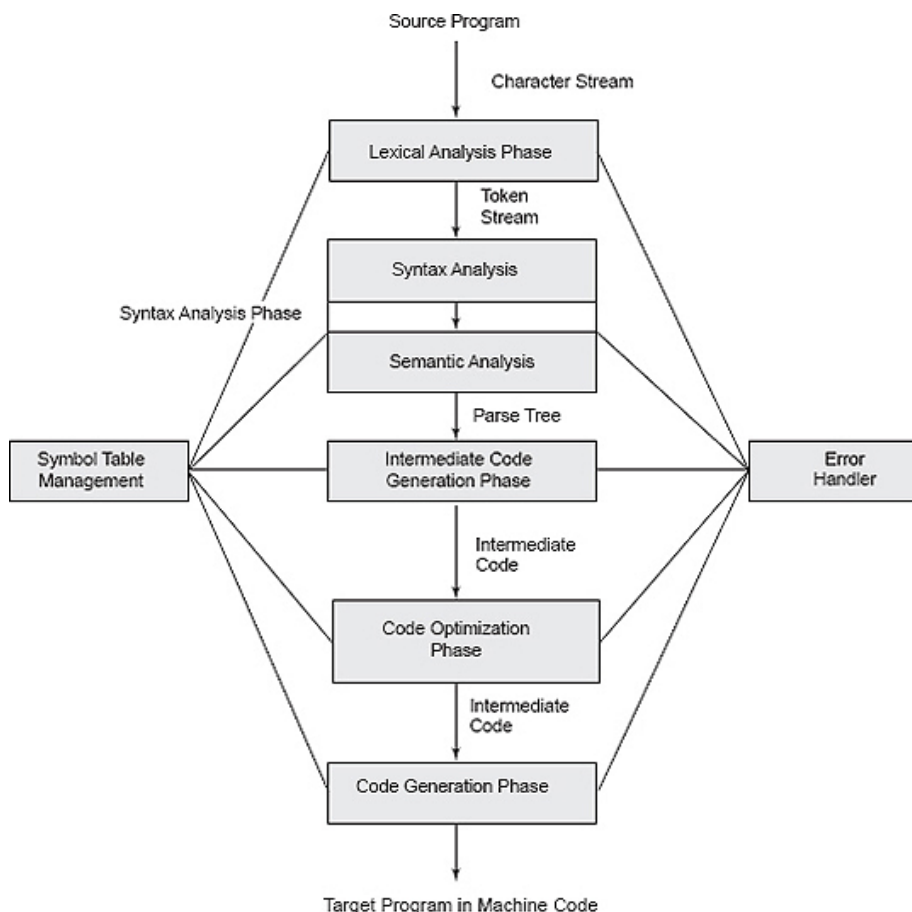 Source Program
Character Stream
Lexical Analysis Phase
Token
Stream
Syntax Analysis
Syntax Analysis Phase
Semantic Analysis
Parse Tree
Symbol Table
Management
Intermediate Code
Generation Phase
Error
Handler
Intermediate
Code
Code Optimization
Phase
Intermediate
Code
Code Generation Phase
Target Program in Machine Code